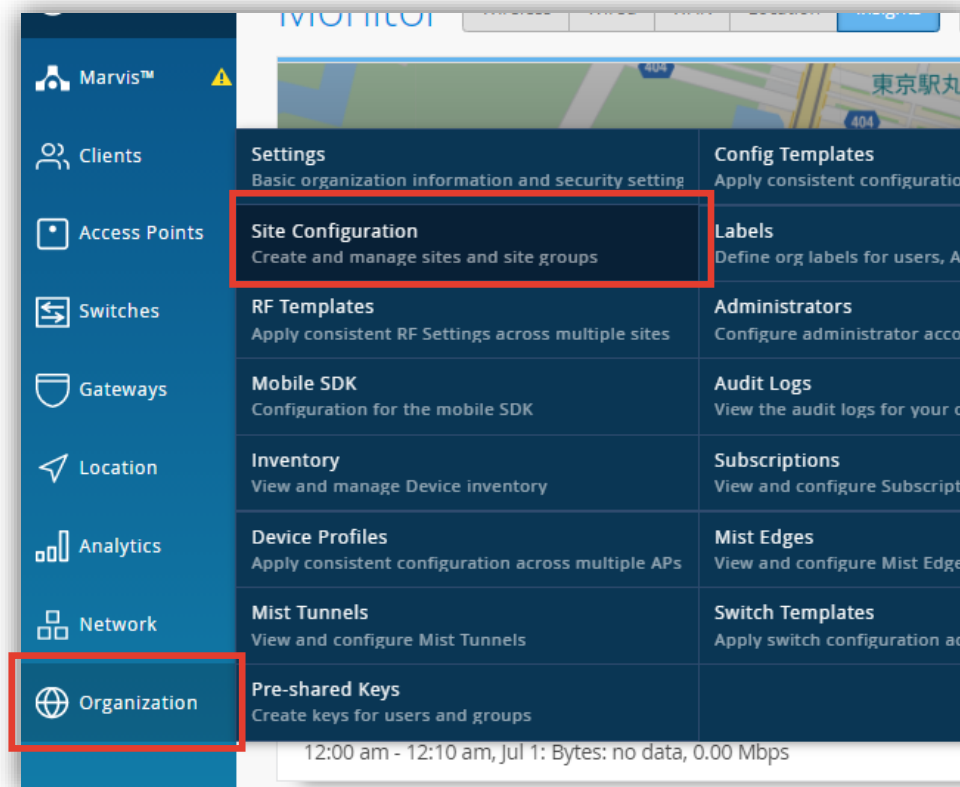 Monitor
Insights
404
東京駅丸
404
Marvis™
Clients
Access Points
Switches
Gateways
Location
Analytics
Network
Organization
Settings
Basic organization information and security setting
Site Configuration
Create and manage sites and site groups
RF Templates
Apply consistent RF Settings across multiple sites
Mobile SDK
Configuration for the mobile SDK
Inventory
View and manage Device inventory
Device Profiles
Apply consistent configuration across multiple APs
Mist Tunnels
View and configure Mist Tunnels
Pre-shared Keys
Create keys for users and groups
Config Templates
Apply consistent configuratio
Labels
Define org labels for users, A
Administrators
Configure administrator acco
Audit Logs
View the audit logs for your
Subscriptions
View and configure Subscript
Mist Edges
View and configure Mist Edge
Switch Templates
Apply switch configuration a
12:00 am - 12:10 am, Jul 1: Bytes: no data, 0.00 Mbps